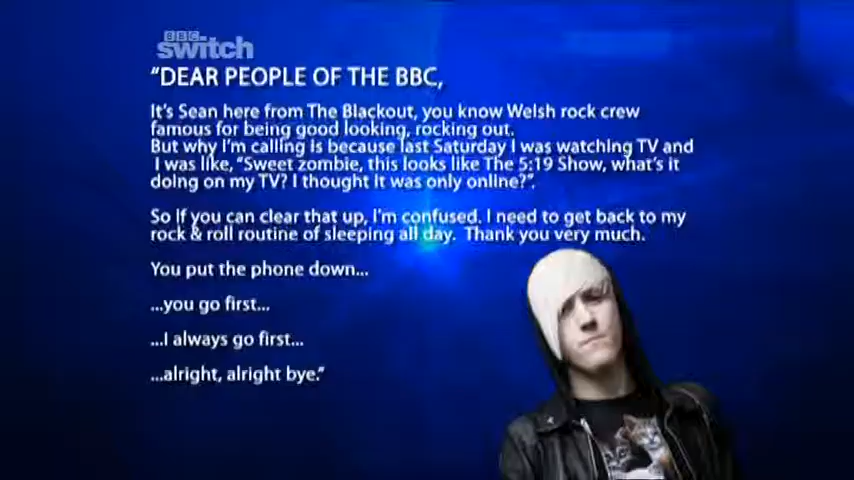 BBC
switch
“DEAR PEOPLE OF THE BBC,
It's Sean here from The Blackout, you know Welsh rock crew
famous for being good looking, rocking out.
But why I'm calling is because last Saturday I was watching TV and
I was like, “Sweet zombie, this looks like The 5:19 Show, what's it
doing on my TV? I thought it was only online?”.
So if you can clear that up, I'm confused. I need to get back to my
rock & roll routine of sleeping all day. Thank you very much.
You put the phone down...
...you go first...
...I always go first...
...alright, alright bye.”